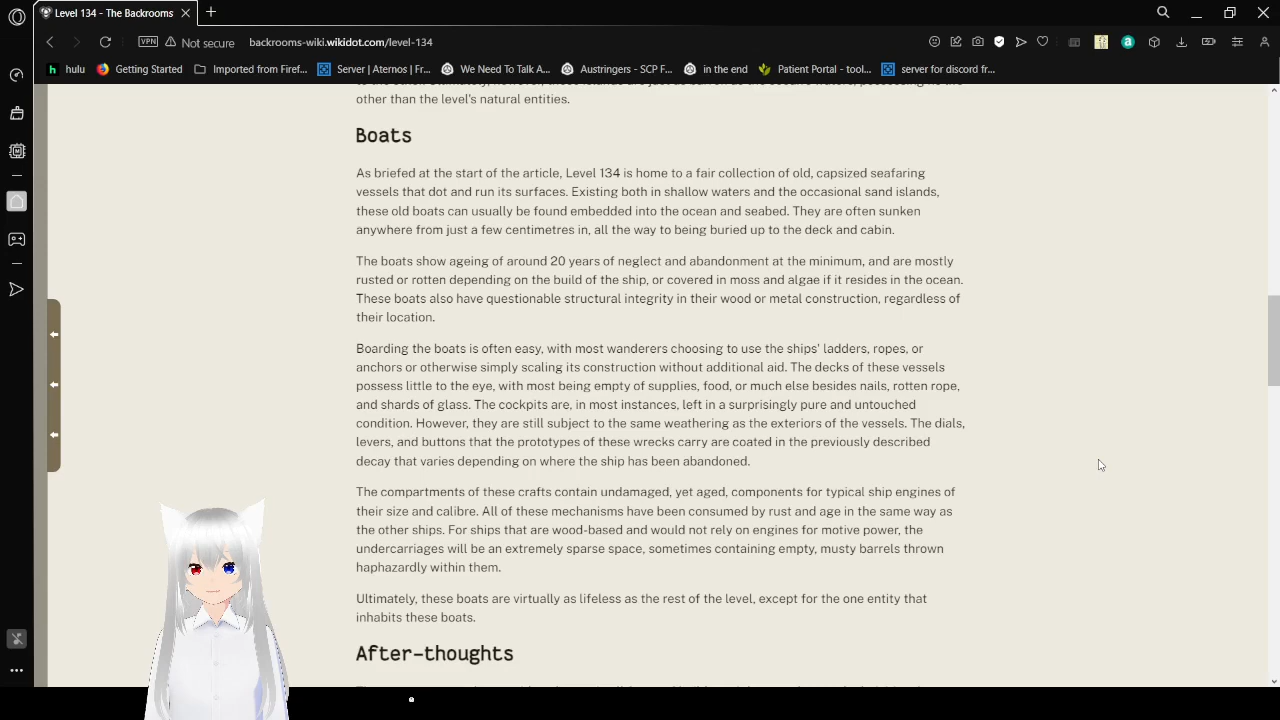 Level 134 - The Backrooms
VPN
Not secure
backrooms-wiki.wikidot.com/level-134
hulu
Getting Started
Imported from Firef...
Server | Aternos | Fr...
We Need To Talk A...
Austringers - SCP F...
in the end
Patient Portal - tool...
server for discord fr...
other than the level's natural entities.
Boats
As briefed at the start of the article, Level 134 is home to a fair collection of old, capsized seafaring
vessels that dot and run its surfaces. Existing both in shallow waters and the occasional sand islands,
these old boats can usually be found embedded into the ocean and seabed. They are often sunken
anywhere from just a few centimetres in, all the way to being buried up to the deck and cabin.
The boats show ageing of around 20 years of neglect and abandonment at the minimum, and are mostly
rusted or rotten depending on the build of the ship, or covered in moss and algae if it resides in the ocean.
These boats also have questionable structural integrity in their wood or metal construction, regardless of
their location.
Boarding the boats is often easy, with most wanderers choosing to use the ships' ladders, ropes, or
anchors or otherwise simply scaling its construction without additional aid. The decks of these vessels
possess little to the eye, with most being empty of supplies, food, or much else besides nails, rotten rope,
and shards of glass. The cockpits are, in most instances, left in a surprisingly pure and untouched
condition. However, they are still subject to the same weathering as the exteriors of the vessels. The dials,
levers, and buttons that the prototypes of these wrecks carry are coated in the previously described
decay that varies depending on where the ship has been abandoned.
The compartments of these crafts contain undamaged, yet aged, components for typical ship engines of
their size and calibre. All of these mechanisms have been consumed by rust and age in the same way as
the other ships. For ships that are wood-based and would not rely on engines for motive power, the
undercarriages will be an extremely sparse space, sometimes containing empty, musty barrels thrown
haphazardly within them.
Ultimately, these boats are virtually as lifeless as the rest of the level, except for the one entity that
inhabits these boats.
After-thoughts